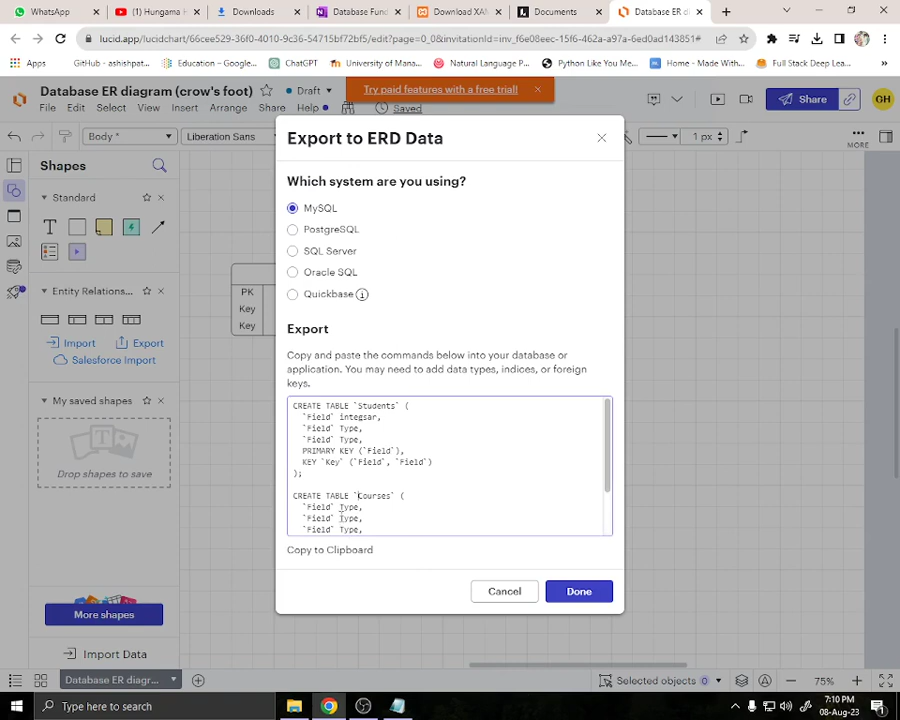 WhatsApp
(1) Hungama H
Downloads
Database Fund
Download XAM
Documents
Database ER di
lucid.app/lucidchart/66cee529-36f0-4010-9c36-54715bf72bf5/edit?page=0_0&invitationId=inv_f6e08eec-15f6-462a-a97a-6ed0ad143851#
Apps
GitHub - ashishpat...
Education – Google...
ChatGPT
University of Mana...
Natural Language P...
Python Like You Me...
Home - Made With...
Full Stack Deep Lea...
Database ER diagram (crow's foot)
Draft
Try paid features with a free trial!
File Edit Select View Insert Arrange Share Help
Saved
Share
GH
Body *
Liberation Sans
1 px
MORE
Shapes
Standard
T
Entity Relations...
Import
Export
Salesforce Import
My saved shapes
Drop shapes to save
More shapes
Import Data
PK
Key
Key
Export to ERD Data
Which system are you using?
MySQL
PostgreSQL
SQL Server
Oracle SQL
Quickbase
Export
Copy and paste the commands below into your database or
application. You may need to add data types, indices, or foreign
keys.
CREATE TABLE `Students` (
`Field` integsar,
`Field` Type,
`Field` Type,
PRIMARY KEY (`Field`),
KEY `Key` (`Field`, `Field`)
);
CREATE TABLE `Courses` (
`Field` Type,
`Field` Type,
`Field` Type,
Copy to Clipboard
Cancel
Done
Database ER diagr...
Selected objects 0
75%
Type here to search
7:10 PM
08-Aug-23